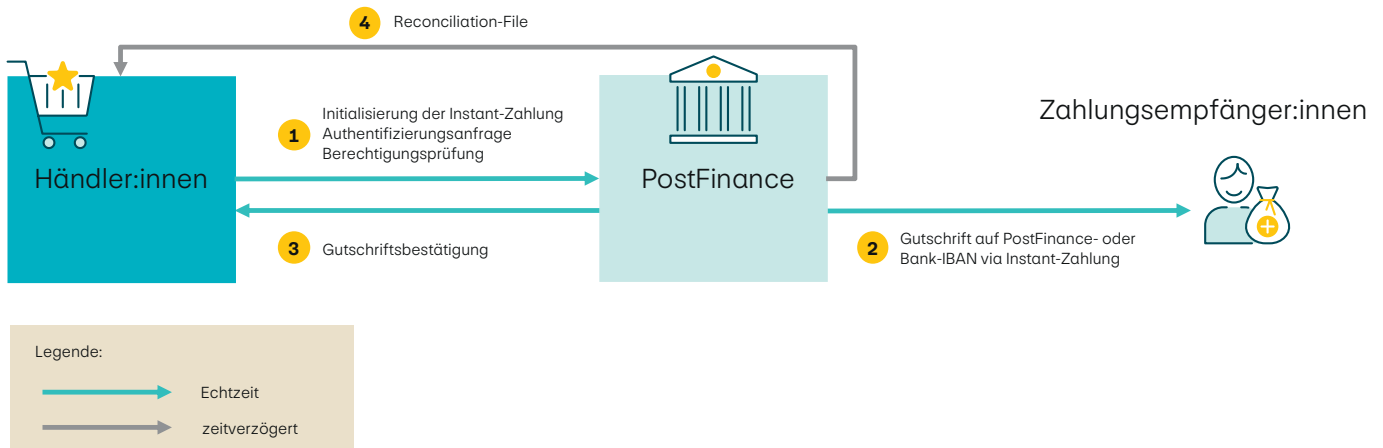 4 Reconciliation-File
Zahlungsempfänger:innen
1
Initialisierung der Instant-Zahlung
Authentifizierungsanfrage
Berechtigungsprüfung
Händler:innen
PostFinance
3 Gutschriftsbestätigung
2
Gutschrift auf PostFinance- oder
Bank-IBAN via Instant-Zahlung
Legende:
Echtzeit
zeitverzögert